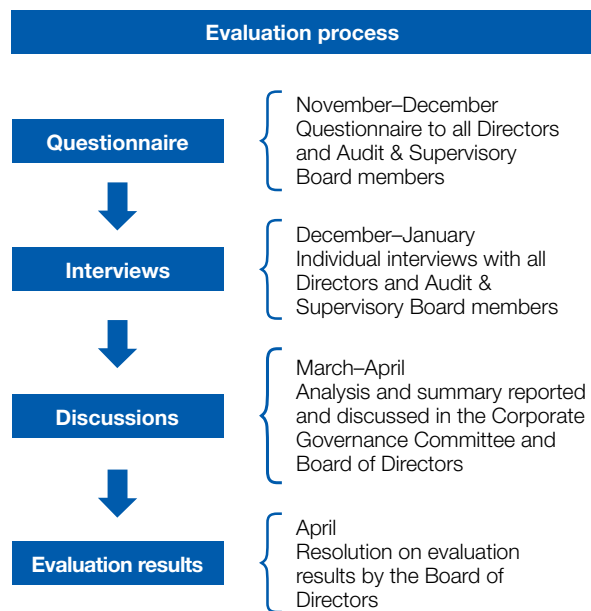 Evaluation process
Questionnaire
November–December
Questionnaire to all Directors
and Audit & Supervisory
Board members
Interviews
December–January
Individual interviews with all
Directors and Audit &
Supervisory Board members
Discussions
March–April
Analysis and summary reported
and discussed in the Corporate
Governance Committee and
Board of Directors
Evaluation results
April
Resolution on evaluation
results by the Board of
Directors